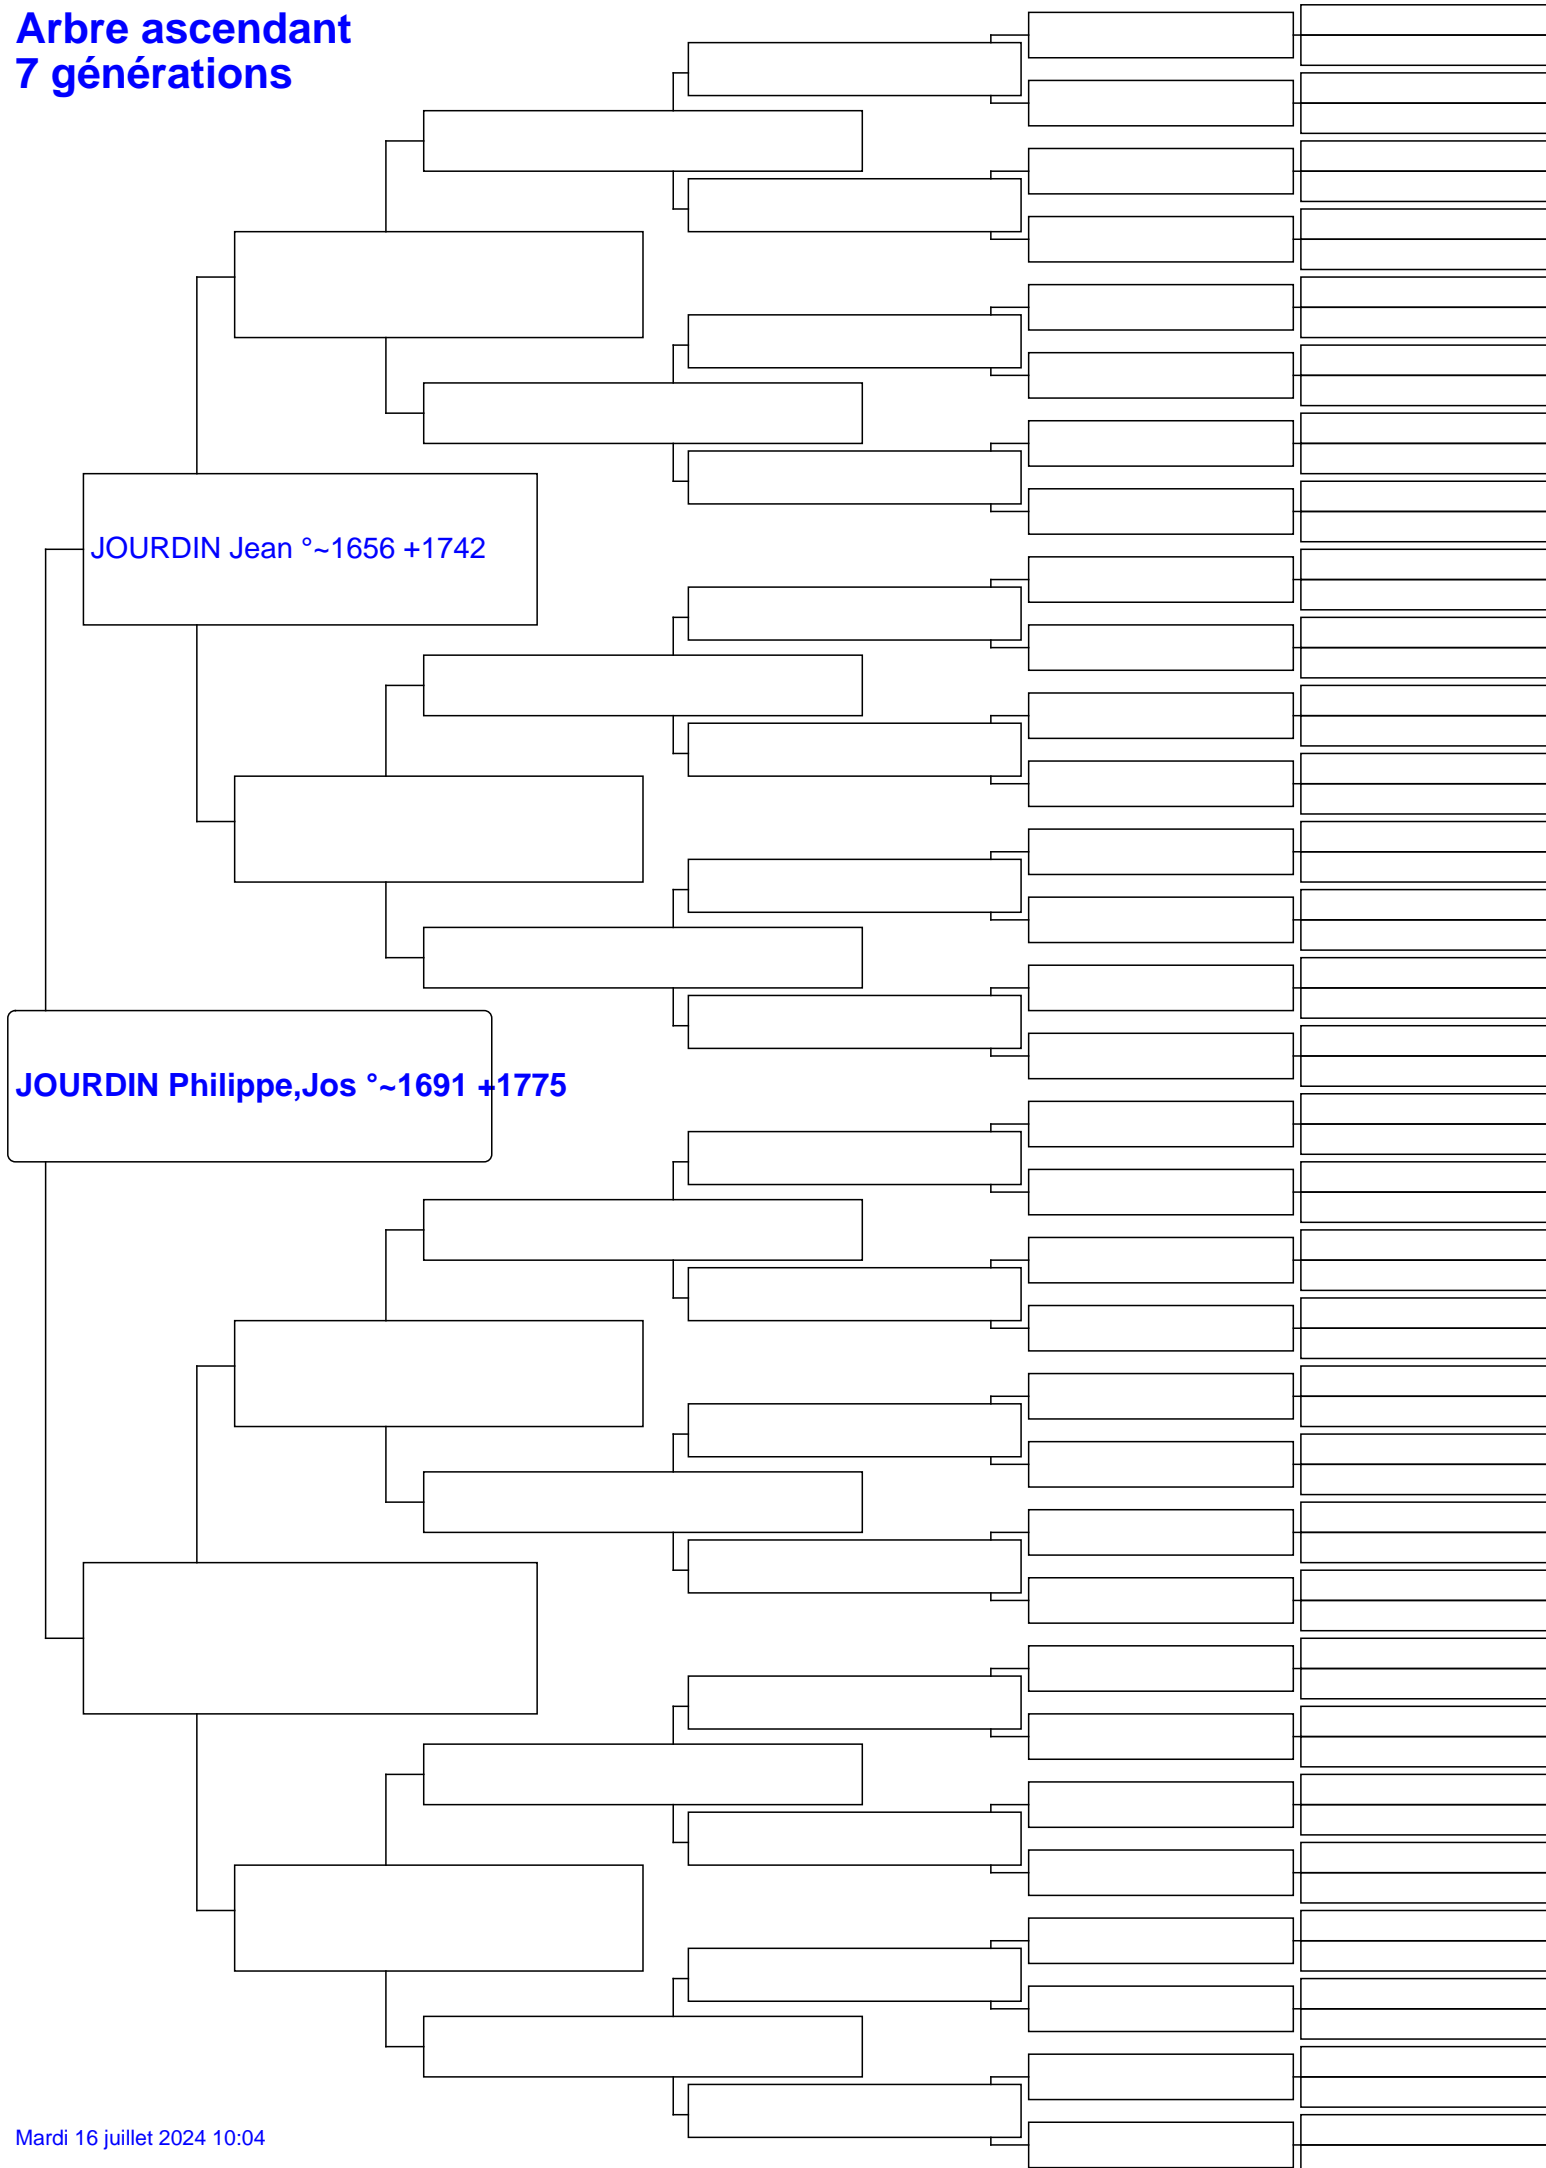 Arbre ascendant
7 générations
JOURDIN Jean °~1656 +1742
JOURDIN Philippe,Jos °~1691 +1775
Mardi 16 juillet 2024 10:04